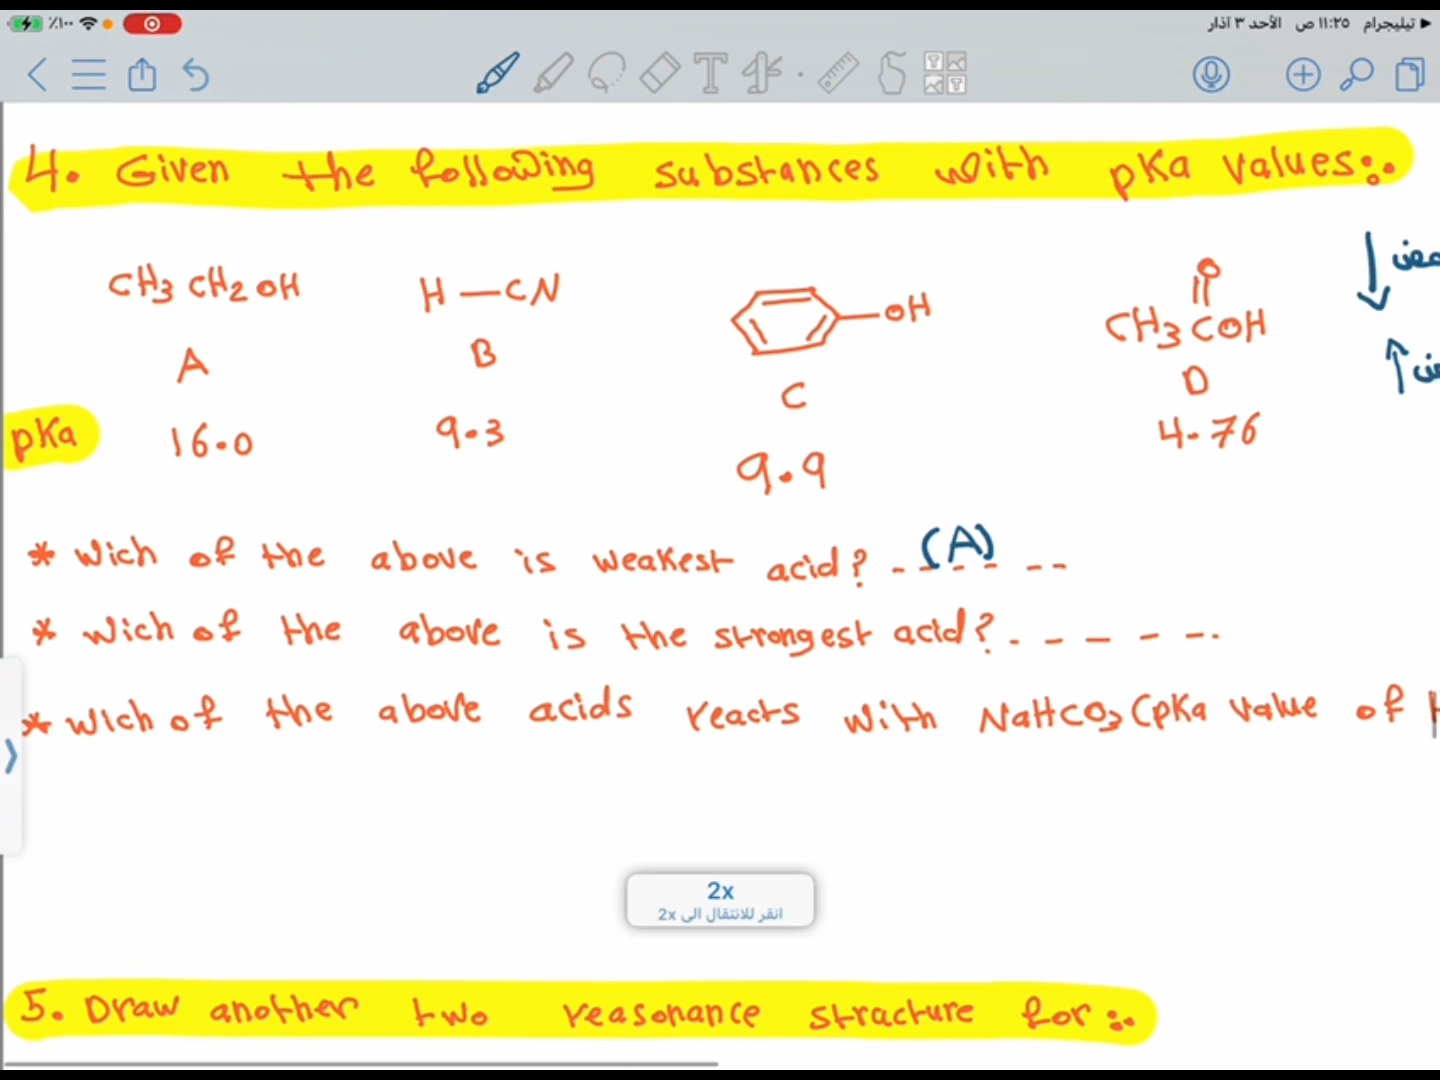 ٪١٠٠ تيليجرام ١١:٢٥ ص الأحد ٣ آذار
4. Given the following substances with pKa values:.
CH3 CH2 OH H—CN OH O
CH3 COH
A B C D
pKa 16.0 9.3 9.9 4.76
* Wich of the above is weakest acid? - - - - - - (A)
* Wich of the above is the strongest acid? - - - - -
* Wich of the above acids reacts with NaHCO3 (pKa value of
2x
انقر للانتقال الى 2x
5. Draw another two reasonance stracture for:.